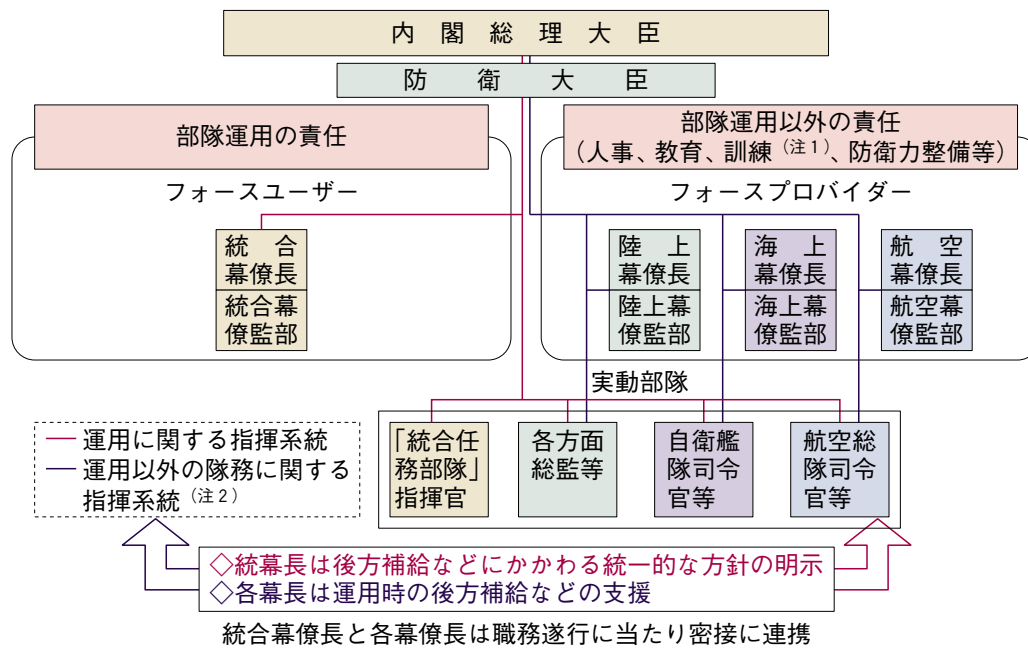 内閣総理大臣
防衛大臣
部隊運用の責任
部隊運用以外の責任
（人事、教育、訓練（注１）、防衛力整備等）
フォースユーザー
フォースプロバイダー
統合
幕僚長
統合幕
僚監部
陸上
幕僚長
陸上幕
僚監部
海上
幕僚長
海上幕
僚監部
航空
幕僚長
航空幕
僚監部
実動部隊
「統合任
務部隊」
指揮官
各方面
総監等
自衛艦
隊司令
官等
航空総
隊司令
官等
運用に関する指揮系統
運用以外の隊務に関する
指揮系統（注２）
◇統幕長は後方補給などにかかわる統一的な方針の明示
◇各幕長は運用時の後方補給などの支援
統合幕僚長と各幕僚長は職務遂行に当たり密接に連携